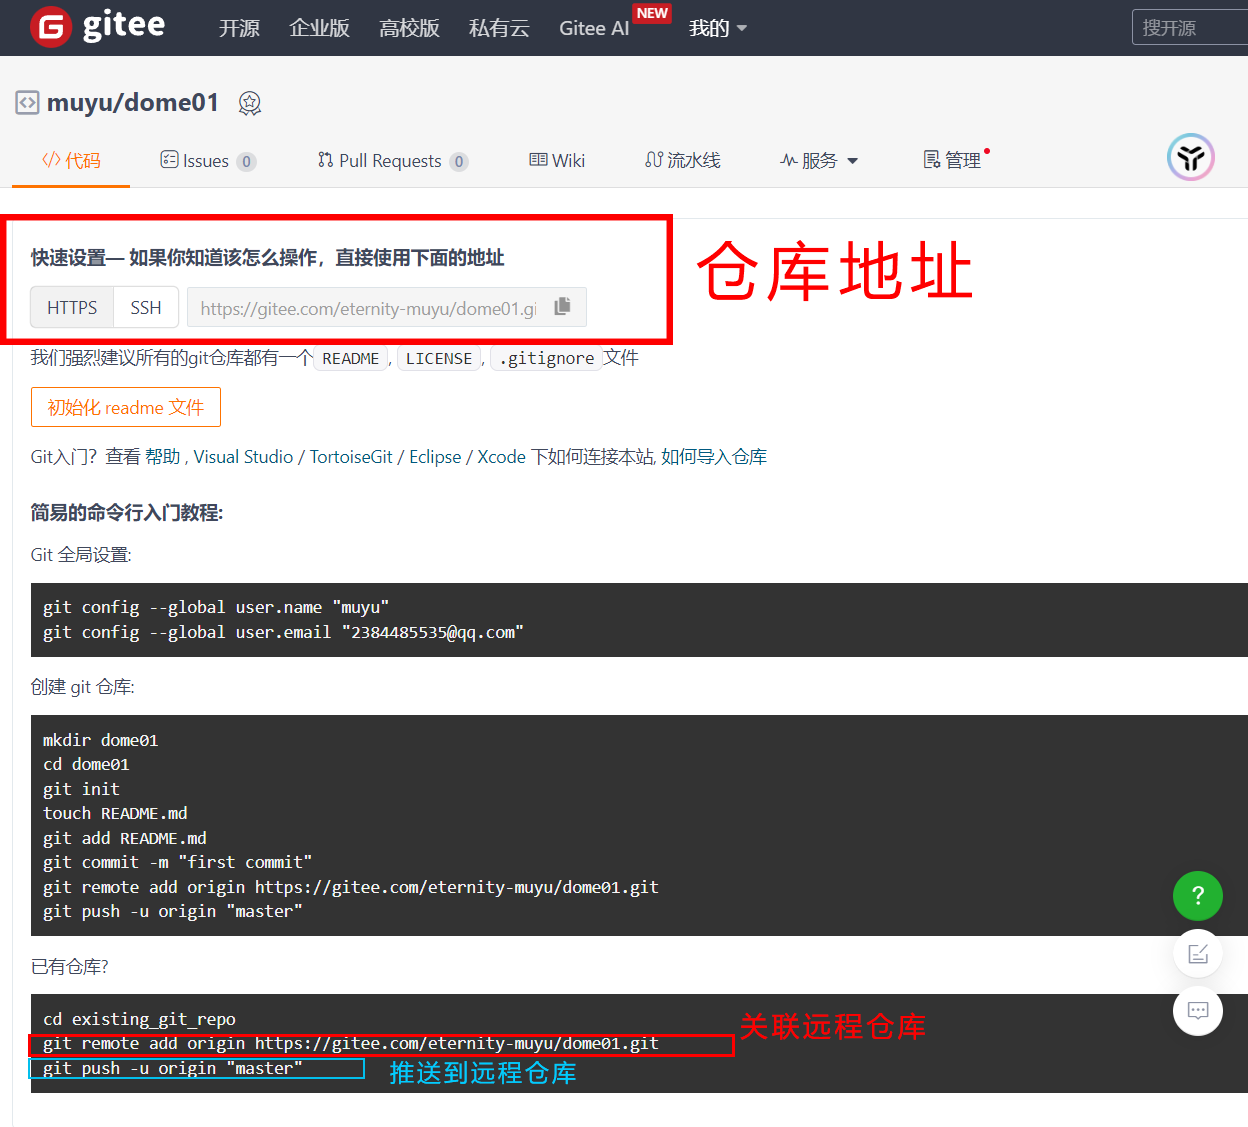 gitee 开源 企业版 高校版 私有云 Gitee AI NEW 我的 搜开源
muyu/dome01
代码 Issues 0 Pull Requests 0 Wiki 流水线 服务 管理
快速设置— 如果你知道该怎么操作，直接使用下面的地址
仓库地址
HTTPS SSH https://gitee.com/eternity-muyu/dome01.gi
我们强烈建议所有的git仓库都有一个 README , LICENSE , .gitignore 文件
初始化 readme 文件
Git入门？查看 帮助 , Visual Studio / TortoiseGit / Eclipse / Xcode 下如何连接本站, 如何导入仓库
简易的命令行入门教程:
Git 全局设置:
git config --global user.name "muyu"
git config --global user.email "2384485535@qq.com"
创建 git 仓库:
mkdir dome01
cd dome01
git init
touch README.md
git add README.md
git commit -m "first commit"
git remote add origin https://gitee.com/eternity-muyu/dome01.git
git push -u origin "master"
?
已有仓库?
cd existing_git_repo
git remote add origin https://gitee.com/eternity-muyu/dome01.git 关联远程仓库
git push -u origin "master" 推送到远程仓库